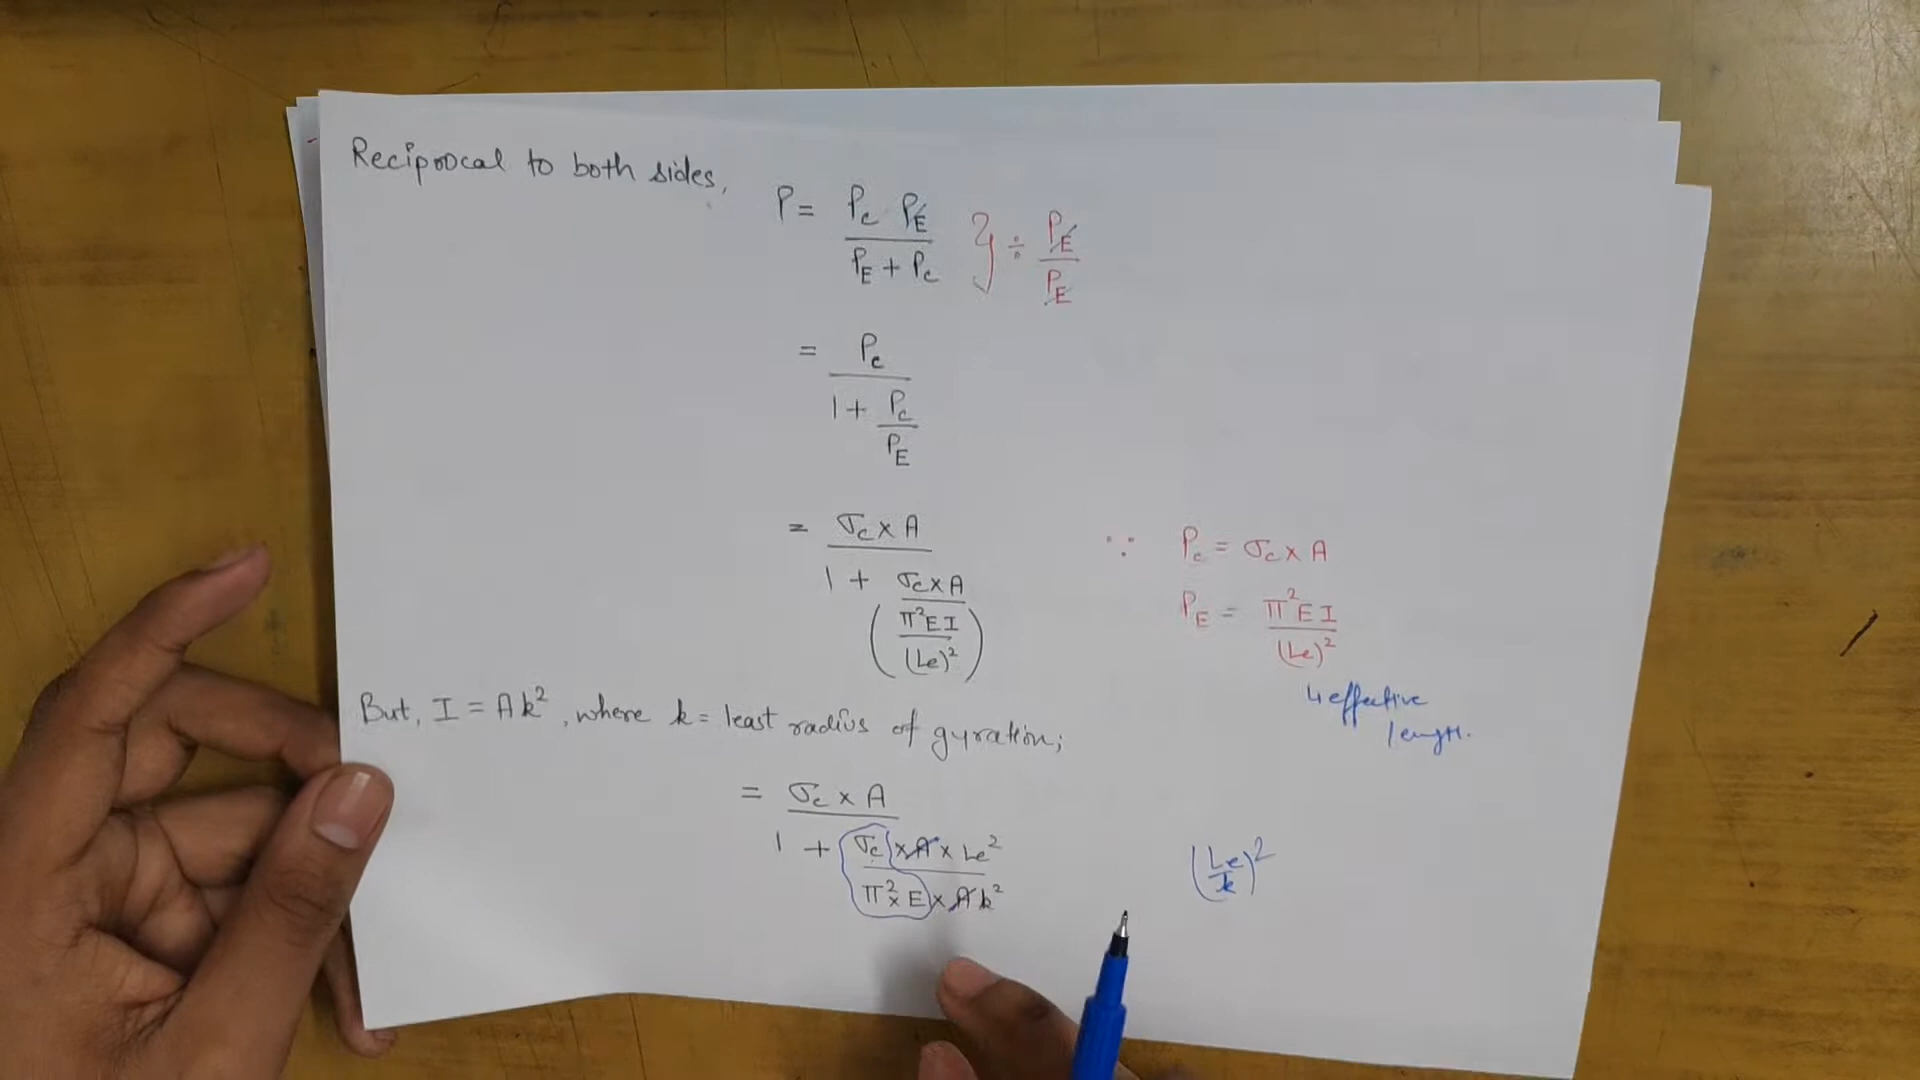 Reciprocal to both sides,
P = Pc PE / PE + Pc } ÷ PE / PE
= Pc / 1 + Pc / PE
= σc × A / 1 + σc × A / (π²EI / (Le)²)
∵ Pc = σc × A
PE = π²EI / (Le)²
↳ effective
length.
But, I = Ak², where k = least radius of gyration;
= σc × A / 1 + σc × A × Le² / π² × E × Ak²
(Le / k)²